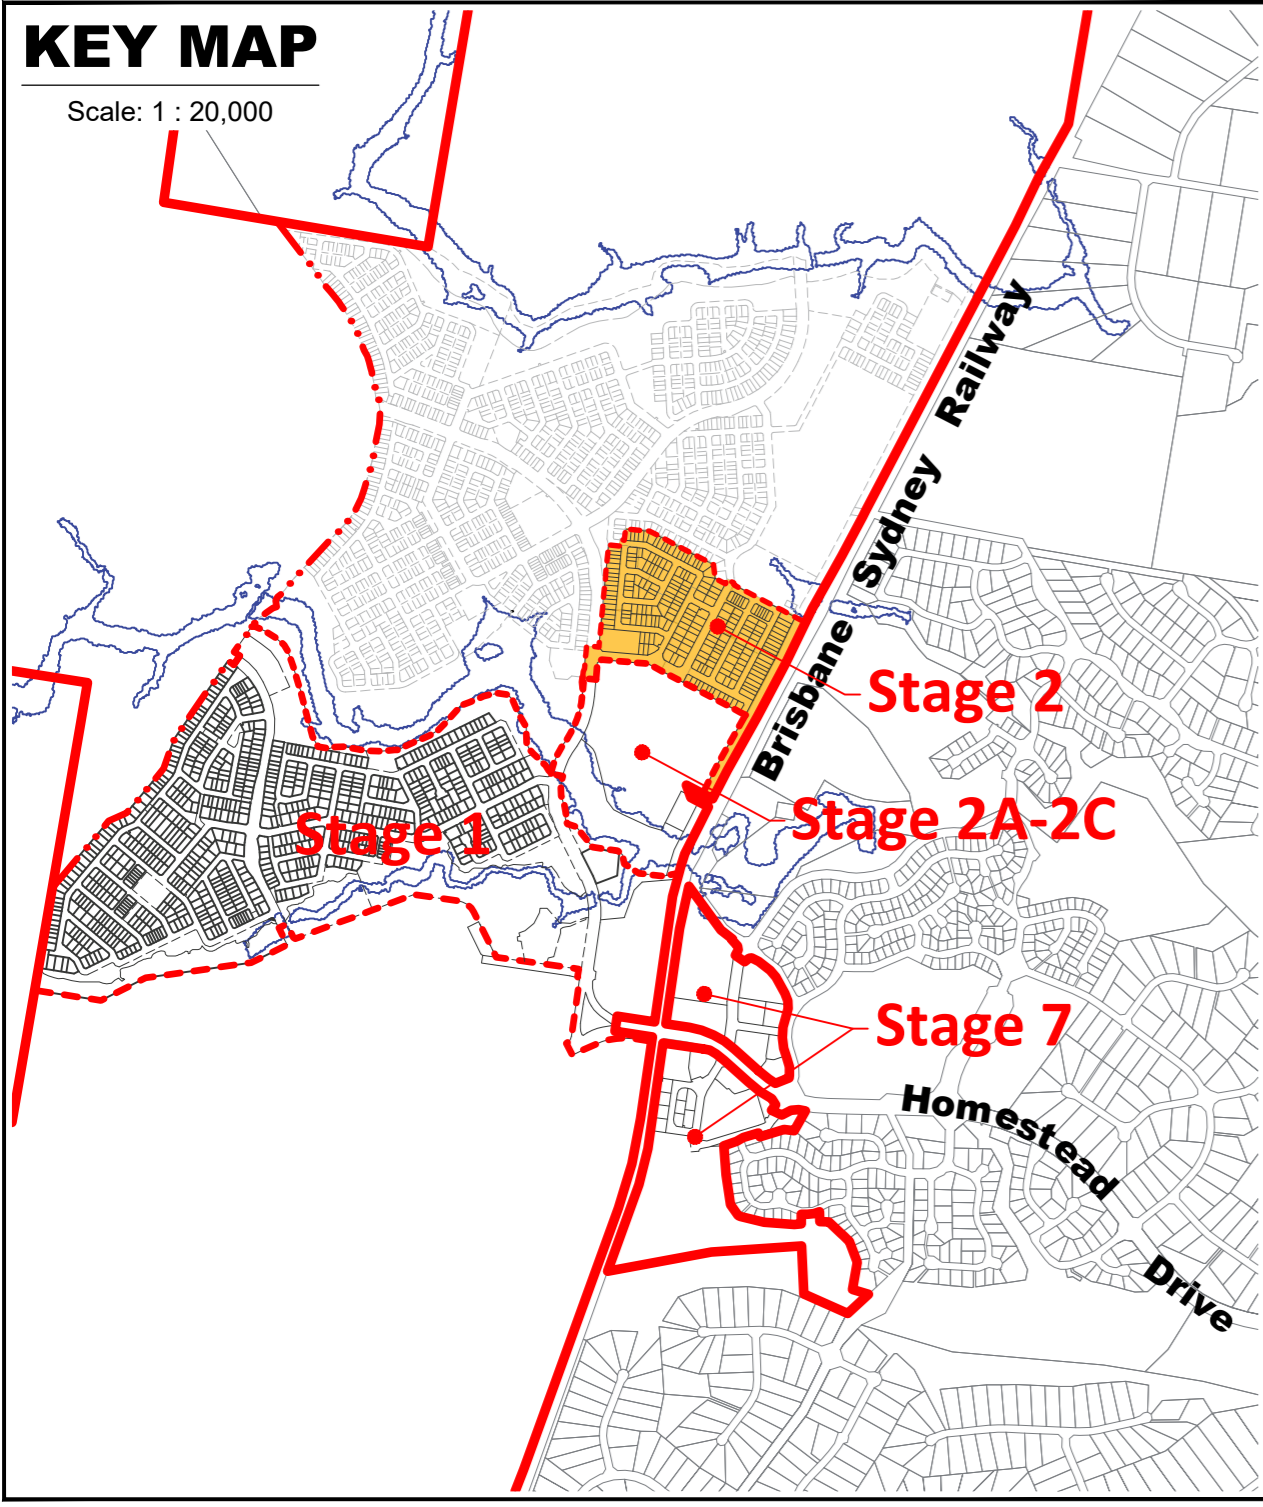 KEY MAP
Scale: 1 : 20,000
Brisbane Sydney Railway
Stage 2
Stage 2A-2C
Stage 1
Stage 7
Homestead Drive